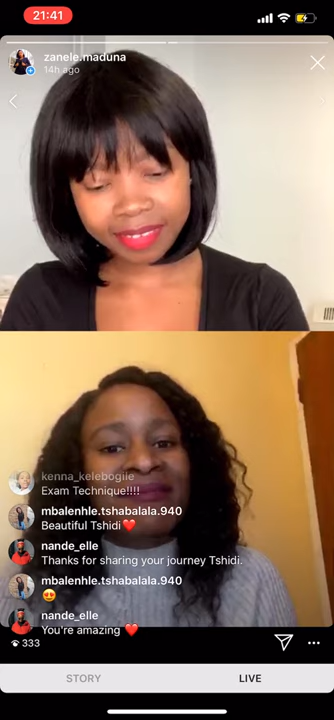 21:41
zanele.maduna
14h ago
kenna_kelebogile
Exam Technique!!!!
mbalenhle.tshabalala.940
Beautiful Tshidi❤️
nande_elle
Thanks for sharing your journey Tshidi.
mbalenhle.tshabalala.940
😍
nande_elle
You're amazing ❤️
333
STORY
LIVE